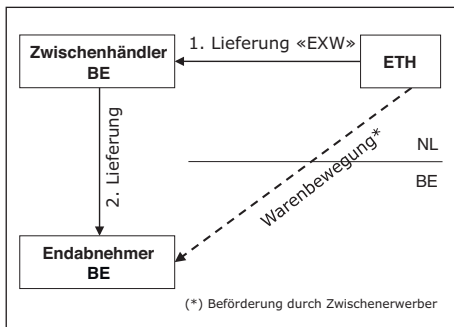 Zwischenhändler
BE
1. Lieferung «EXW»
ETH
2. Lieferung
Warenbewegung*
NL
BE
Endabnehmer
BE
(*) Beförderung durch Zwischenerwerber